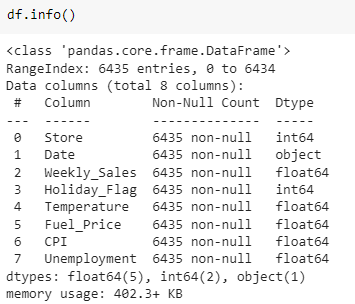 df.info()
<class 'pandas.core.frame.DataFrame'>
RangeIndex: 6435 entries, 0 to 6434
Data columns (total 8 columns):
 #   Column        Non-Null Count  Dtype
---  ------        --------------  -----
 0   Store         6435 non-null   int64
 1   Date          6435 non-null   object
 2   Weekly_Sales  6435 non-null   float64
 3   Holiday_Flag  6435 non-null   int64
 4   Temperature   6435 non-null   float64
 5   Fuel_Price    6435 non-null   float64
 6   CPI           6435 non-null   float64
 7   Unemployment  6435 non-null   float64
dtypes: float64(5), int64(2), object(1)
memory usage: 402.3+ KB